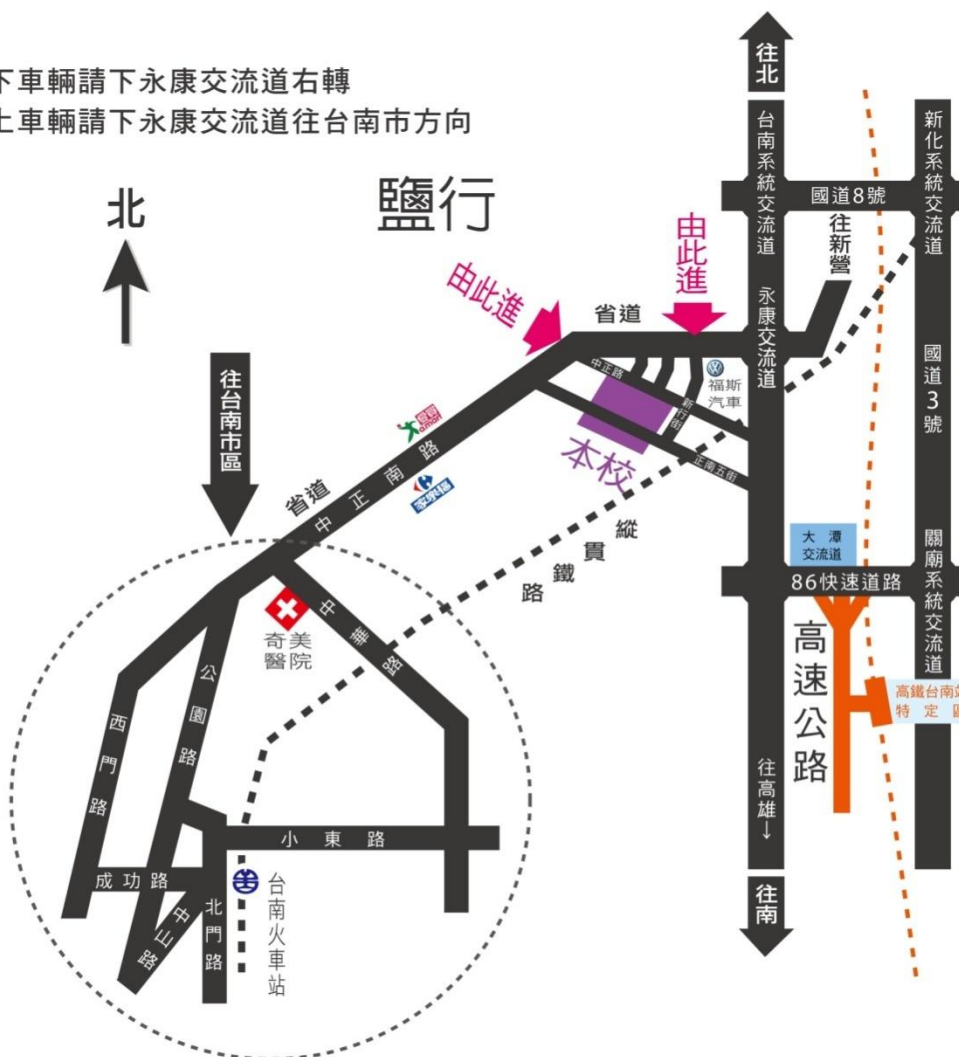 下車輛請下永康交流道右轉
上車輛請下永康交流道往台南市方向
北
鹽行
往北
台南系統交流道
國道8號
新化系統交流道
往新營
由此進
由此進
省道
永康交流道
國道3號
中正路
福斯
汽車
新行街
往台南市區
愛買
a.mart
本校
正南五街
省道
中正南路
家樂福
縱貫鐵路
大潭
交流道
86快速道路
關廟系統交流道
奇美
醫院
中華路
高速公路
高鐵台南站
特定區
公園路
西門路
往高雄↓
小東路
成功路
中山路
北門路
台南火車站
往南